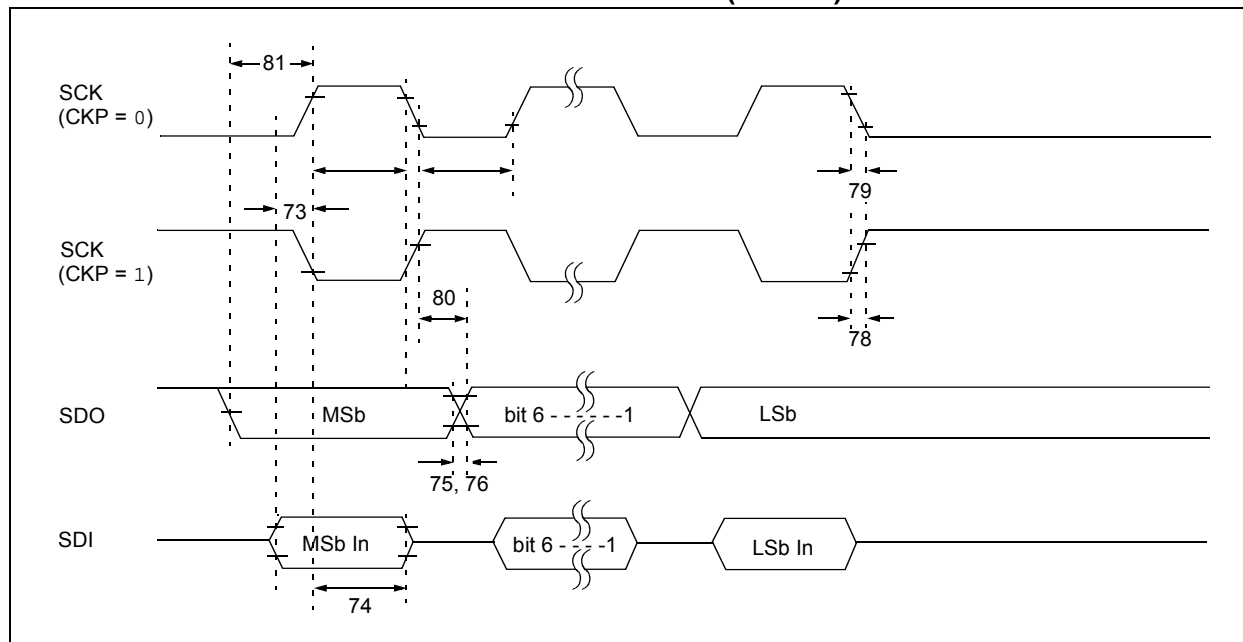 81
SCK
(CKP = 0)
79
73
SCK
(CKP = 1)
80
78
SDO
MSb
bit 6 - - - - - - -1
LSb
75, 76
SDI
MSb In
bit 6 - - - - -1
LSb In
74